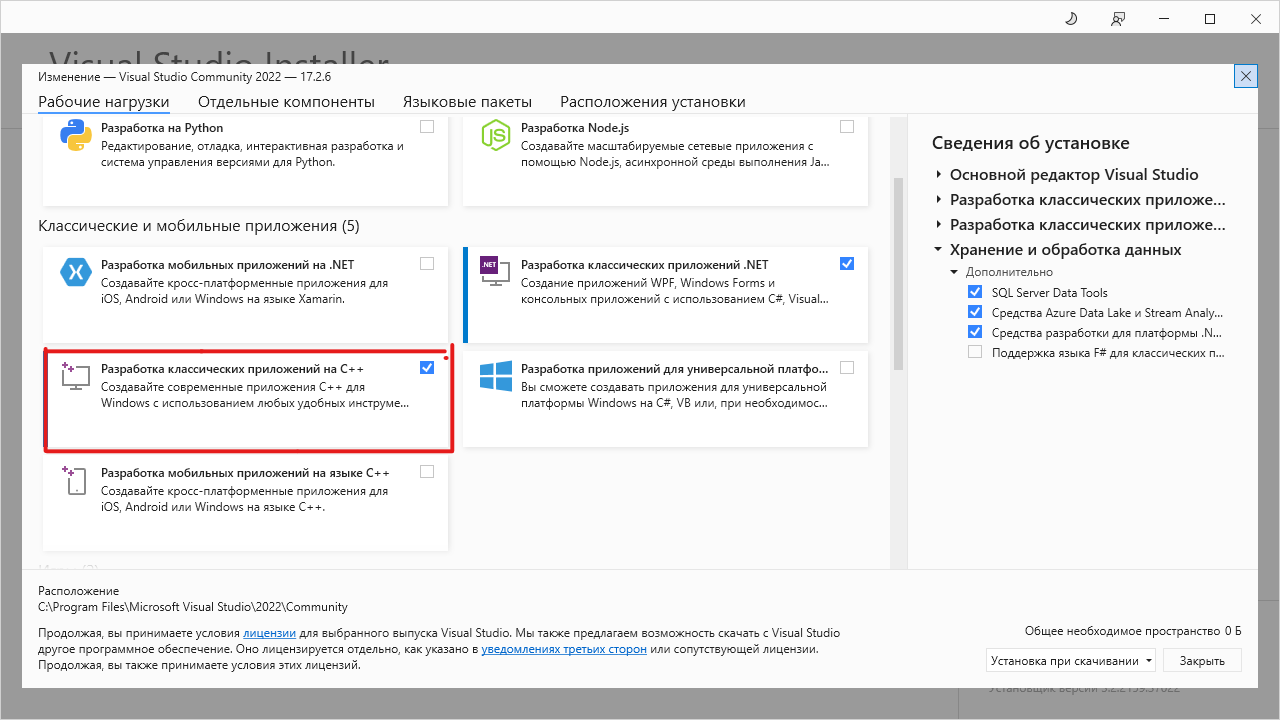 Visual Studio Installer
Изменение — Visual Studio Community 2022 — 17.2.6
Рабочие нагрузки
Отдельные компоненты
Языковые пакеты
Расположения установки
Разработка на Python
Редактирование, отладка, интерактивная разработка и
система управления версиями для Python.
Разработка Node.js
Создавайте масштабируемые сетевые приложения с
помощью Node.js, асинхронной среды выполнения Ja...
Классические и мобильные приложения (5)
Разработка мобильных приложений на .NET
Создавайте кросс-платформенные приложения для
iOS, Android или Windows на языке Xamarin.
.NET
Разработка классических приложений .NET
Создание приложений WPF, Windows Forms и
консольных приложений с использованием C#, Visual...
Разработка классических приложений на C++
Создавайте современные приложения C++ для
Windows с использованием любых удобных инструме...
Разработка приложений для универсальной платфо...
Вы сможете создавать приложения для универсальной
платформы Windows на C#, VB или, при необходимос...
Разработка мобильных приложений на языке C++
Создавайте кросс-платформенные приложения для
iOS, Android или Windows на языке C++.
Сведения об установке
Основной редактор Visual Studio
Разработка классических приложе...
Разработка классических приложе...
Хранение и обработка данных
Дополнительно
SQL Server Data Tools
Средства Azure Data Lake и Stream Analy...
Средства разработки для платформы .N...
Поддержка языка F# для классических п...
Расположение
C:\Program Files\Microsoft Visual Studio\2022\Community
Продолжая, вы принимаете условия лицензии для выбранного выпуска Visual Studio. Мы также предлагаем возможность скачать с Visual Studio
другое программное обеспечение. Оно лицензируется отдельно, как указано в уведомлениях третьих сторон или сопутствующей лицензии.
Продолжая, вы также принимаете условия этих лицензий.
Общее необходимое пространство 0 Б
Установка при скачивании
Закрыть